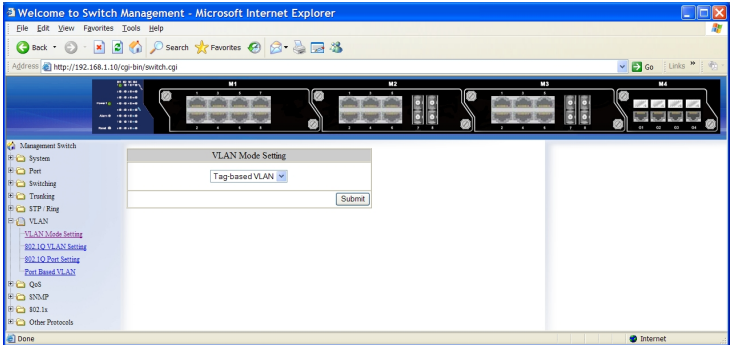 Welcome to Switch Management - Microsoft Internet Explorer
File Edit View Favorites Tools Help
Back Search Favorites
Address http://192.168.1.10/cgi-bin/switch.cgi Go Links »
M1 M2 M3 M4
Management Switch
System
Port
Switching
Trunking
STP / Ring
VLAN
VLAN Mode Setting
802.1Q VLAN Setting
802.1Q Port Setting
Port Based VLAN
QoS
SNMP
802.1x
Other Protocols
VLAN Mode Setting
Tag-based VLAN
Submit
Done Internet